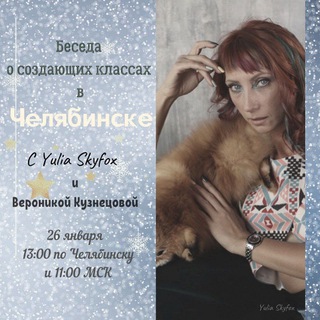 Беседа
о создающих классах
в
Челябинске
С Yulia Skyfox
и
Вероникой Кузнецовой
26 января
13:00 по Челябинску
и 11:00 МСК
Yulia Skyfox